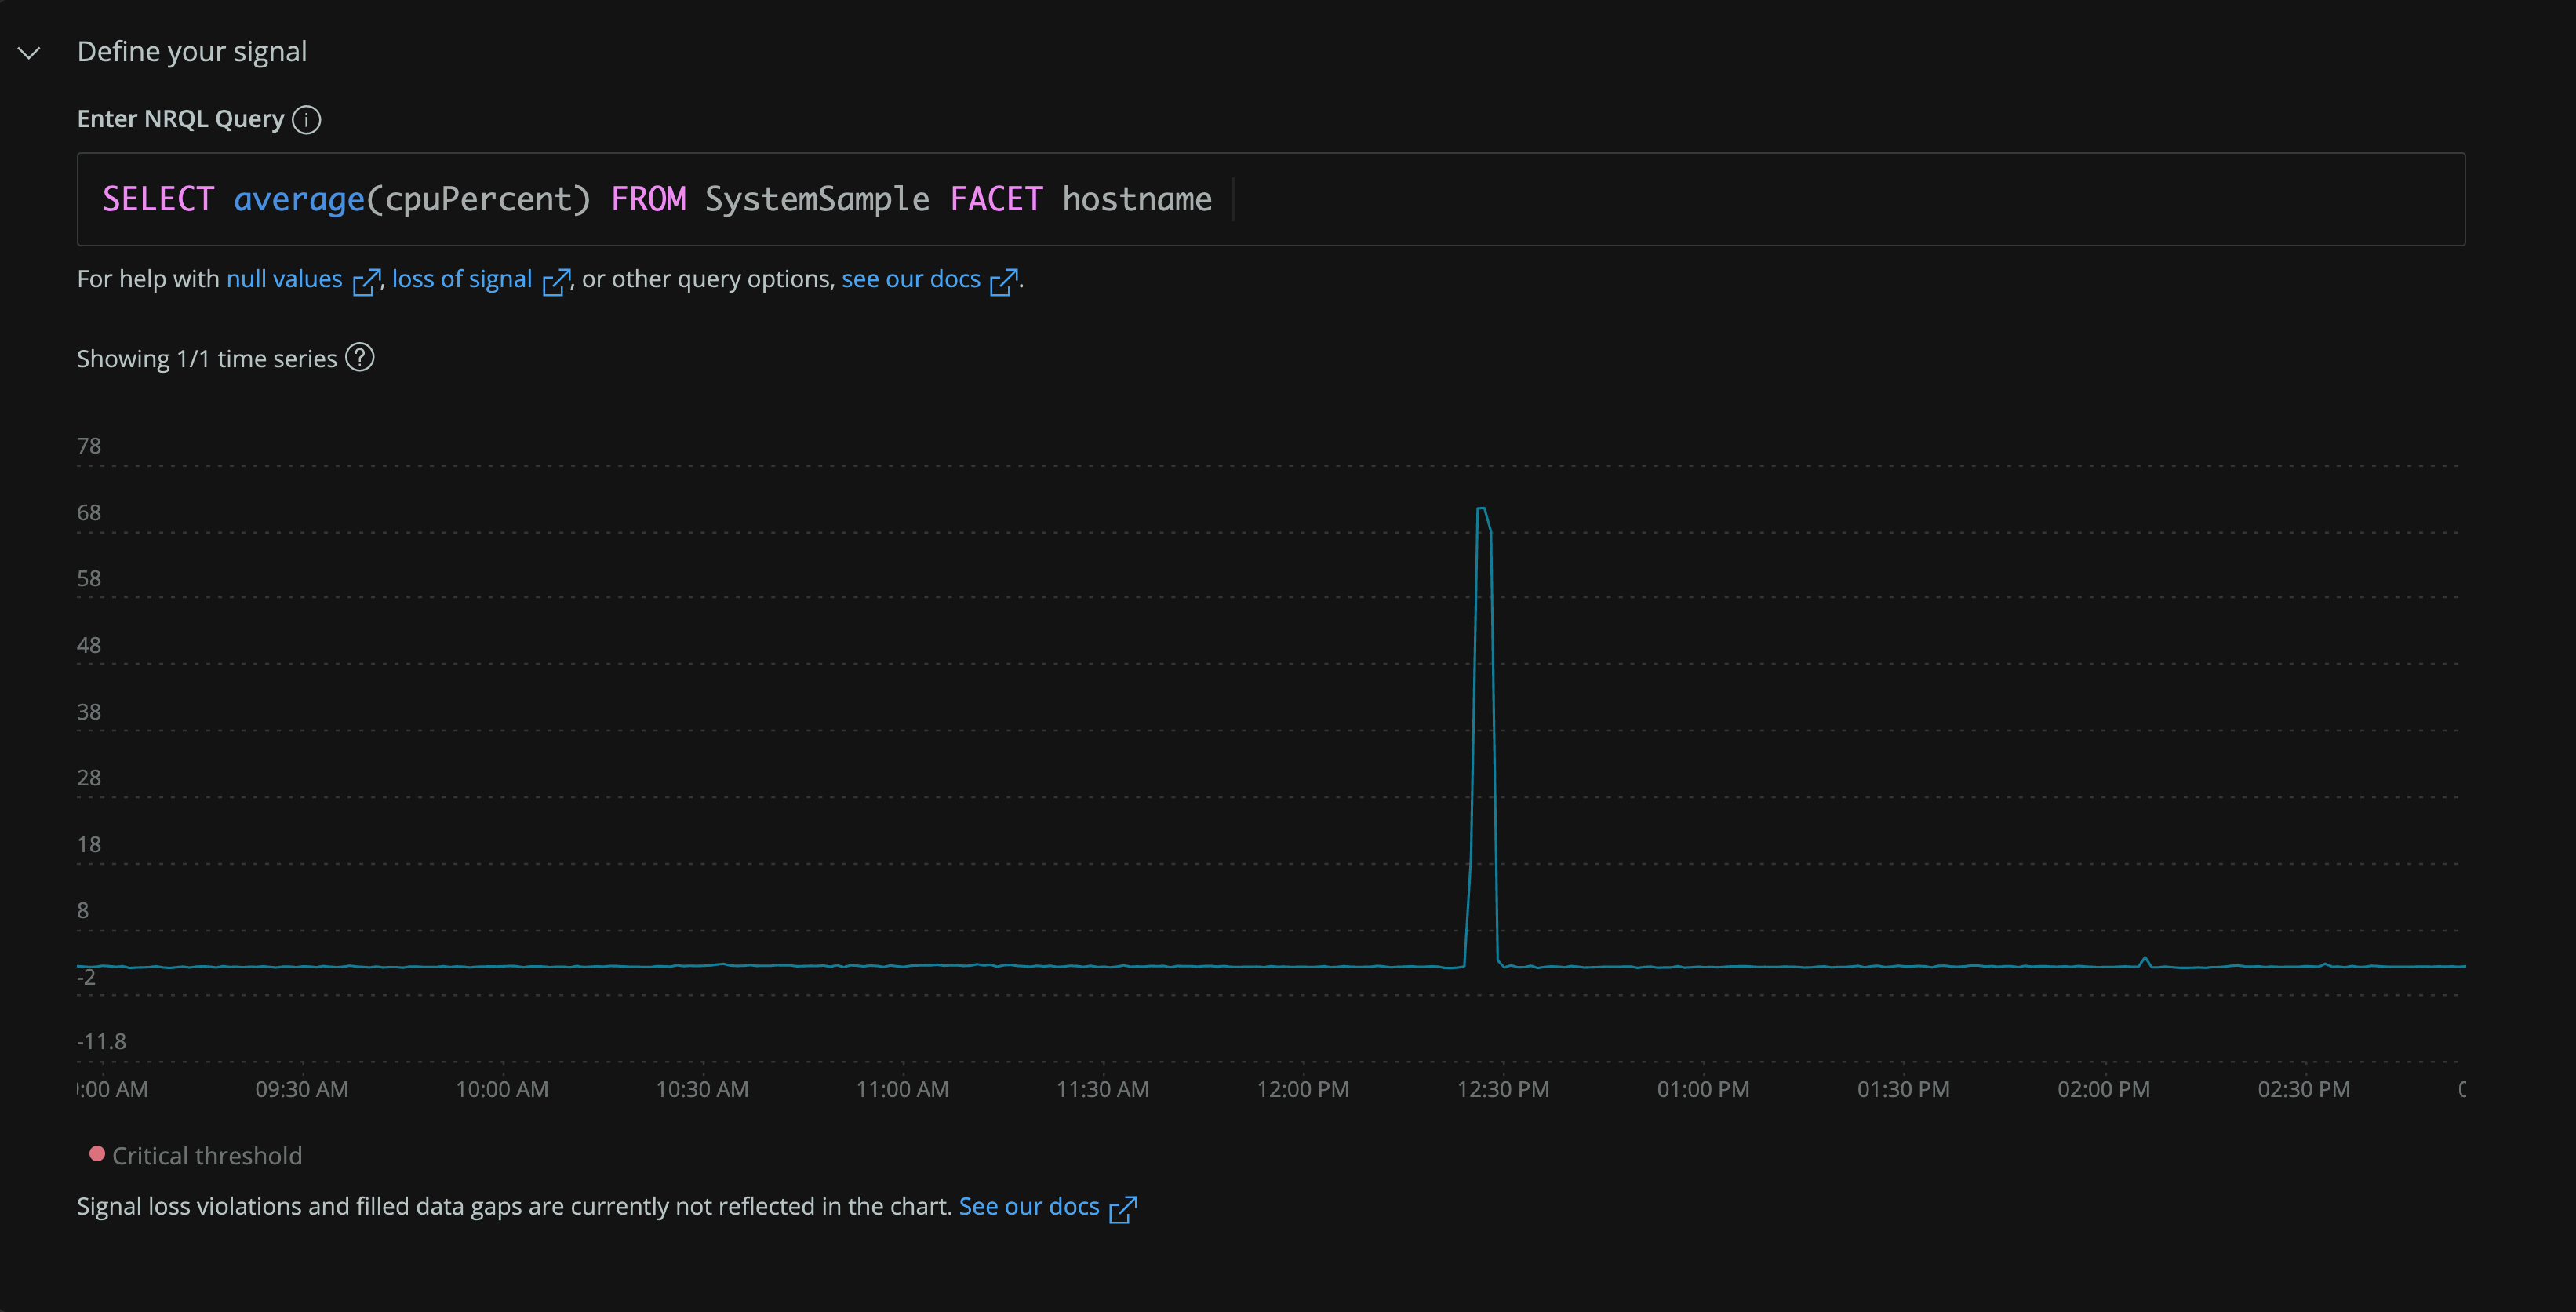 Define your signal
Enter NRQL Query
SELECT average(cpuPercent) FROM SystemSample FACET hostname
For help with null values , loss of signal , or other query options, see our docs .
Showing 1/1 time series
78
68
58
48
38
28
18
8
-2
-11.8
:00 AM 09:30 AM 10:00 AM 10:30 AM 11:00 AM 11:30 AM 12:00 PM 12:30 PM 01:00 PM 01:30 PM 02:00 PM 02:30 PM
Critical threshold
Signal loss violations and filled data gaps are currently not reflected in the chart. See our docs